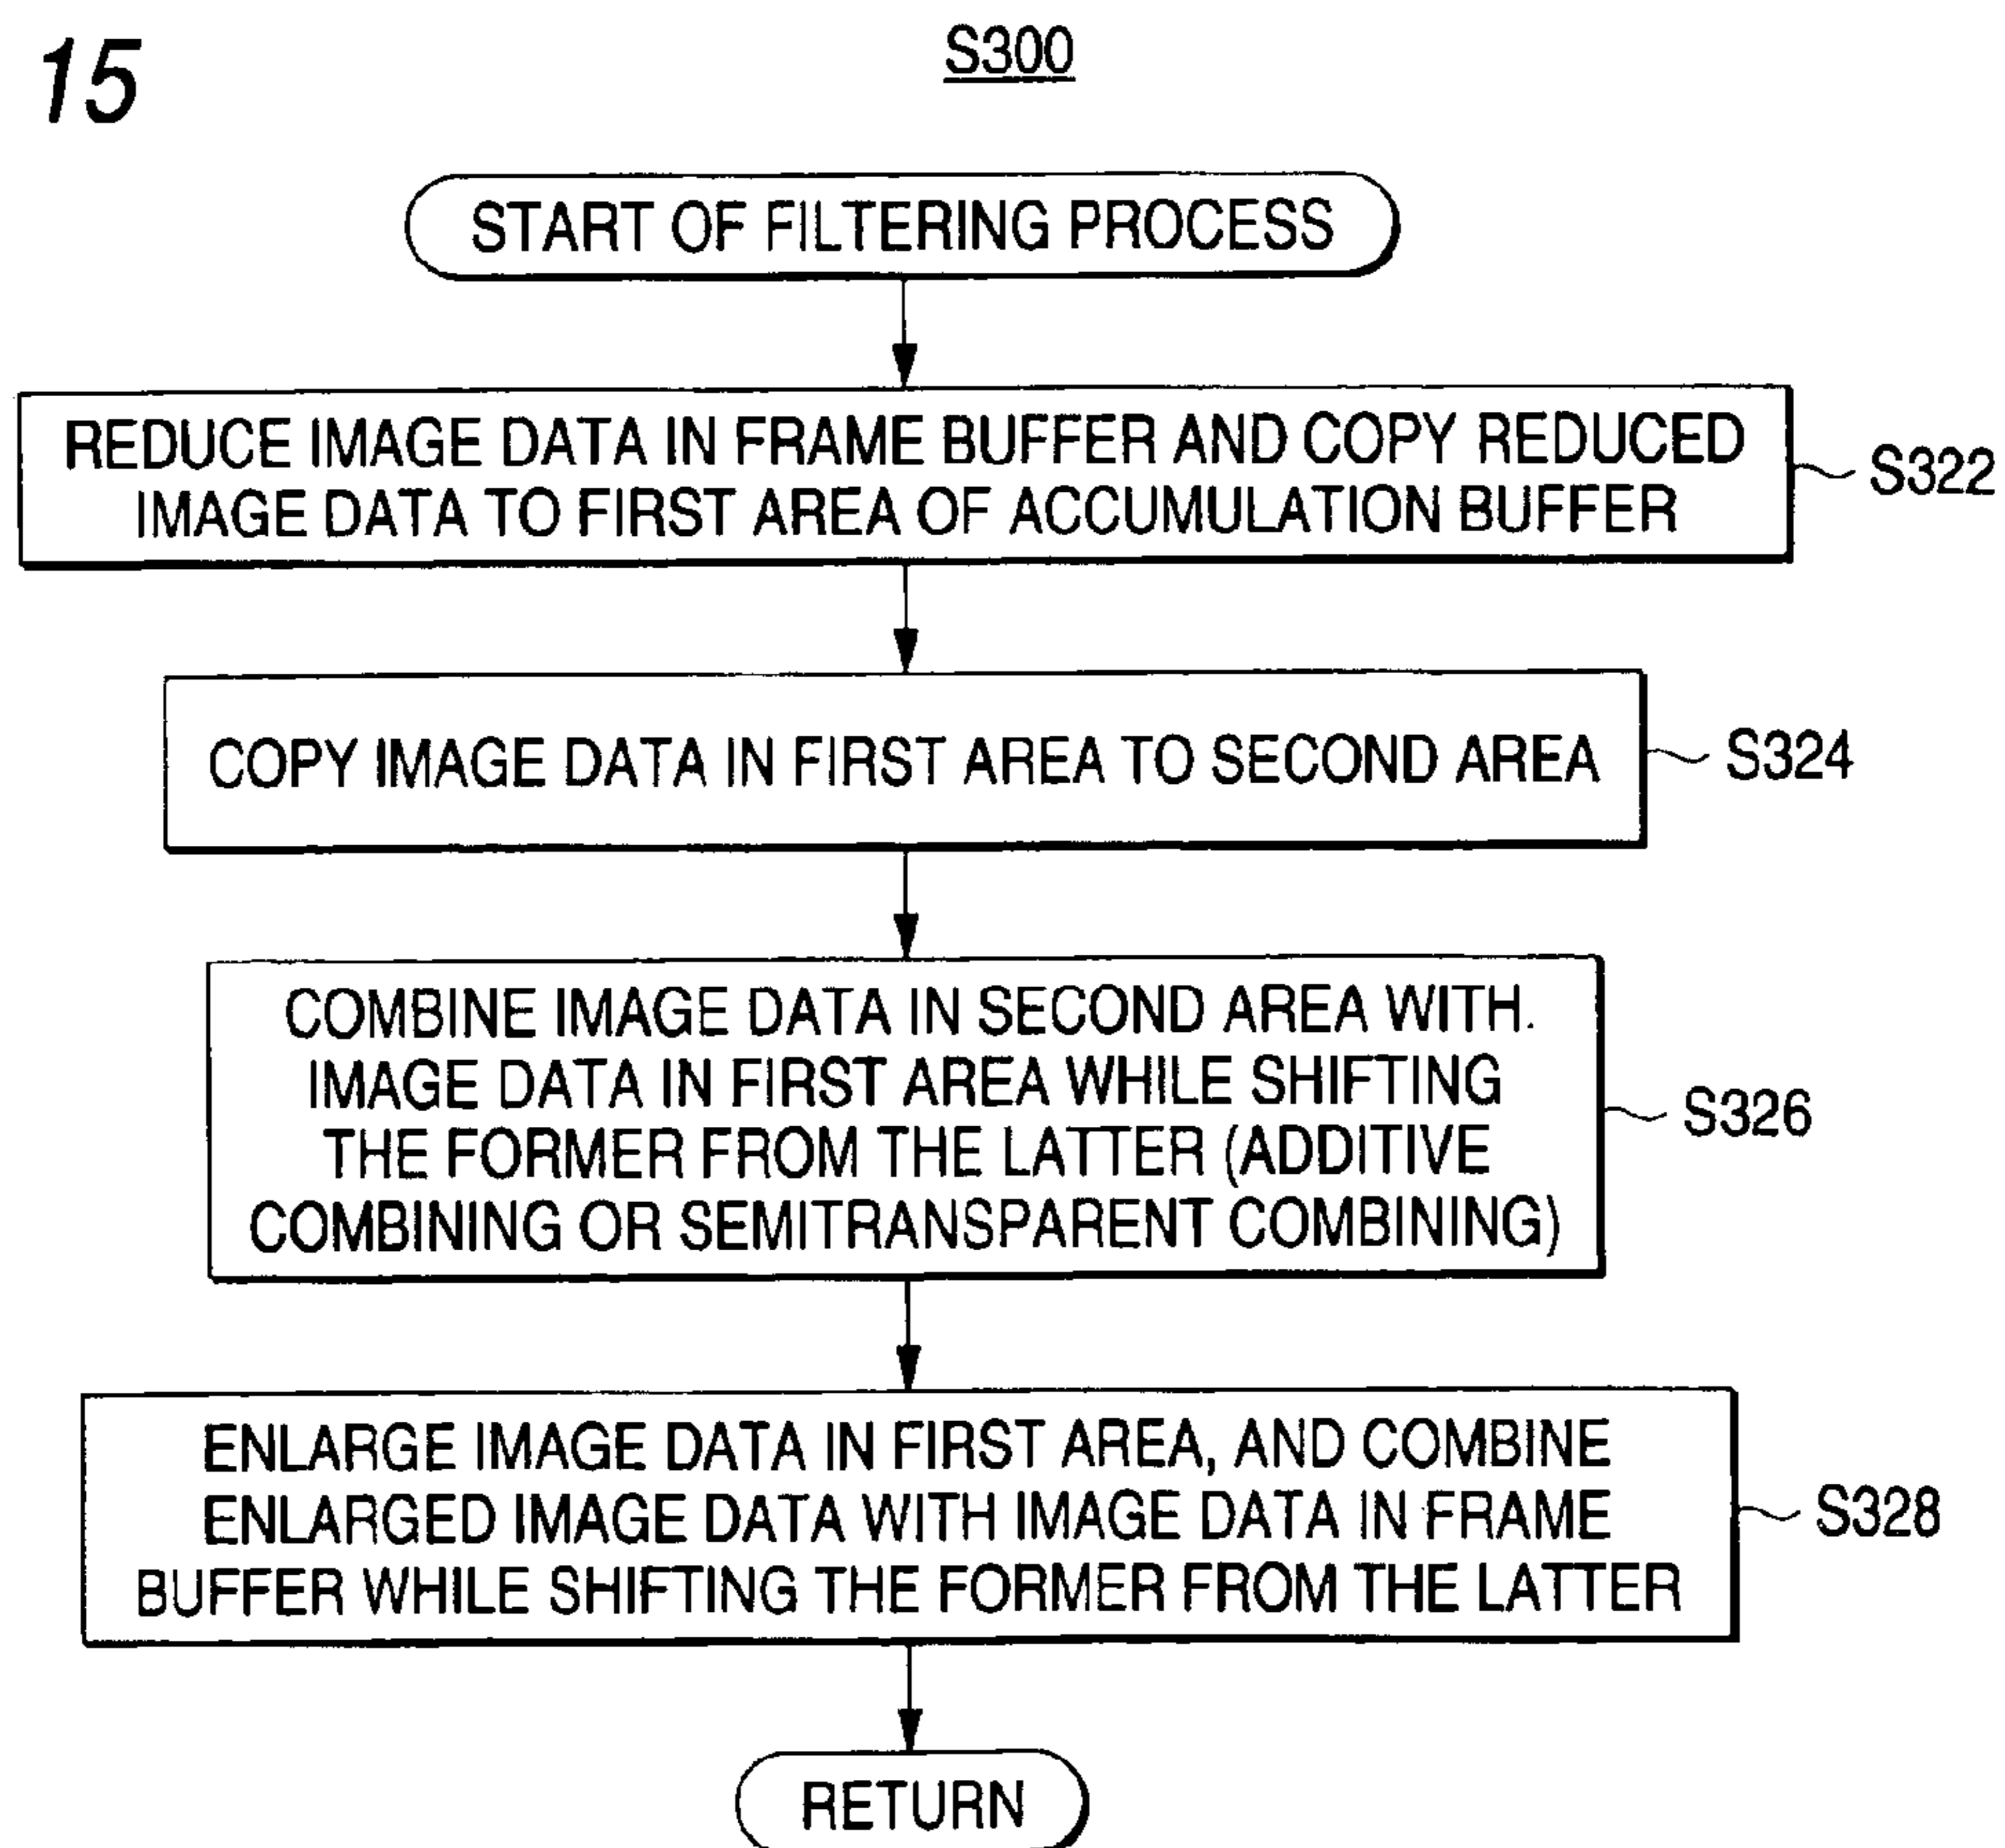 15
S300
START OF FILTERING PROCESS
REDUCE IMAGE DATA IN FRAME BUFFER AND COPY REDUCED
IMAGE DATA TO FIRST AREA OF ACCUMULATION BUFFER
S322
COPY IMAGE DATA IN FIRST AREA TO SECOND AREA
S324
COMBINE IMAGE DATA IN SECOND AREA WITH.
IMAGE DATA IN FIRST AREA WHILE SHIFTING
THE FORMER FROM THE LATTER (ADDITIVE
COMBINING OR SEMITRANSPARENT COMBINING)
S326
ENLARGE IMAGE DATA IN FIRST AREA, AND COMBINE
ENLARGED IMAGE DATA WITH IMAGE DATA IN FRAME
BUFFER WHILE SHIFTING THE FORMER FROM THE LATTER
S328
RETURN